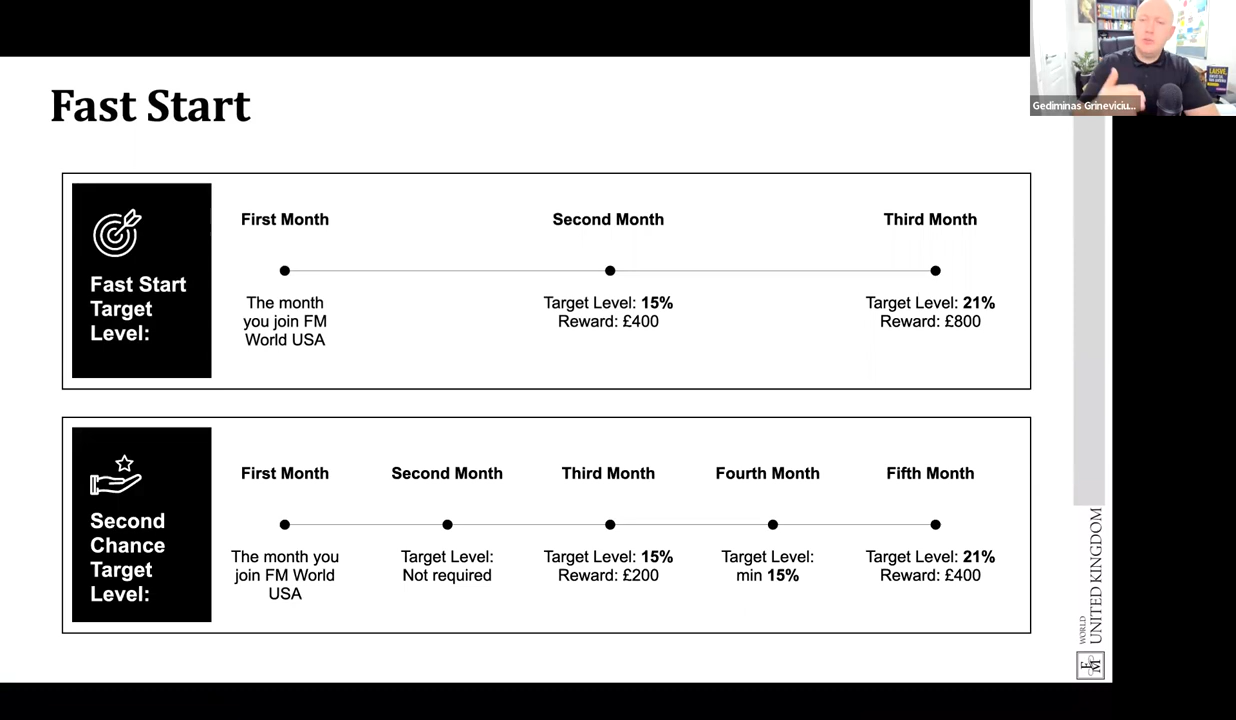 Fast Start
Gediminas Grineviciu...
Fast Start
Target
Level:
First Month
The month
you join FM
World USA
Second Month
Target Level: 15%
Reward: £400
Third Month
Target Level: 21%
Reward: £800
Second
Chance
Target
Level:
First Month
The month you
join FM World
USA
Second Month
Target Level:
Not required
Third Month
Target Level: 15%
Reward: £200
Fourth Month
Target Level:
min 15%
Fifth Month
Target Level: 21%
Reward: £400
WORLD
UNITED KINGDOM
FM